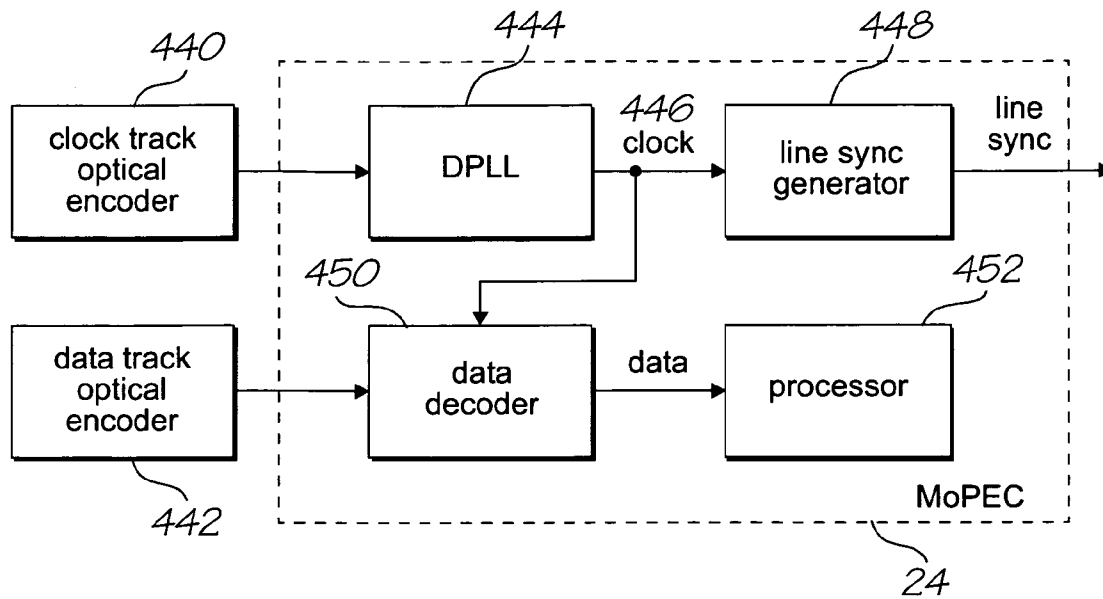 440
444
448
clock track
optical
encoder
DPLL
446
clock
line sync
generator
line
sync
450
452
data track
optical
encoder
data
decoder
data
processor
442
MoPEC
24